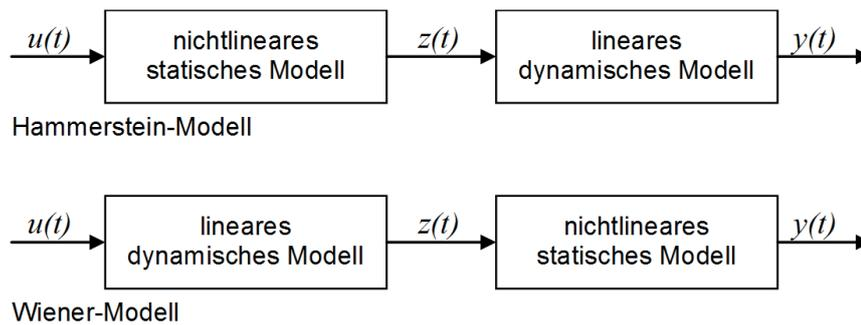 u(t)
nichtlineares
statisches Modell
z(t)
lineares
dynamisches Modell
y(t)
Hammerstein-Modell
u(t)
lineares
dynamisches Modell
z(t)
nichtlineares
statisches Modell
y(t)
Wiener-Modell